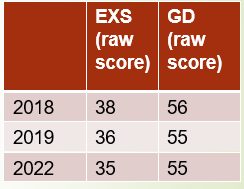 EXS GD
(raw (raw
score) score)
2018 38 56
2019 36 55
2022 35 55